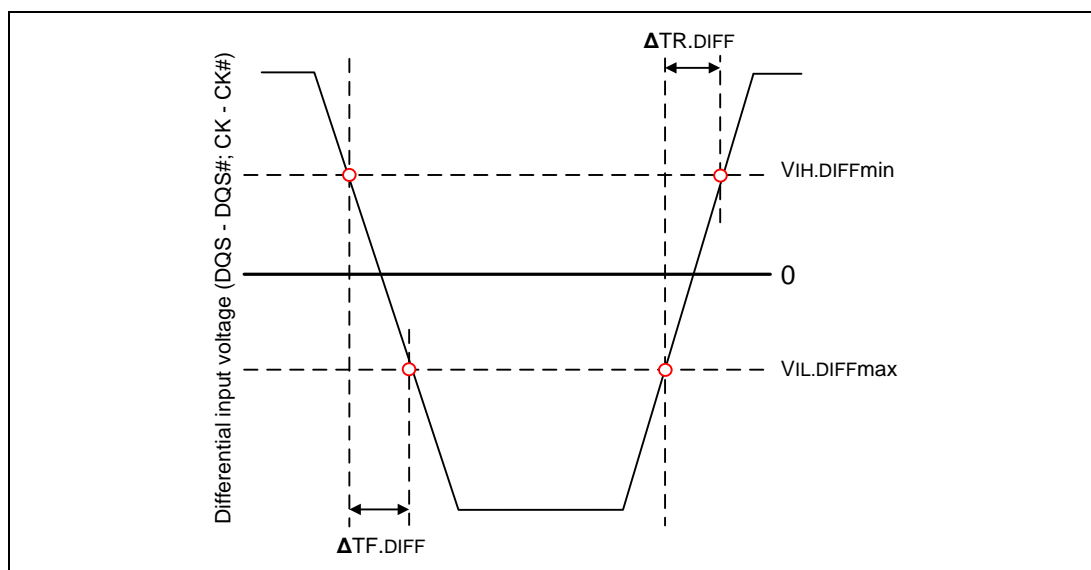 ΔTR.DIFF
Differential input voltage (DQS - DQS#; CK - CK#)
VIH.DIFFmin
0
VIL.DIFFmax
ΔTF.DIFF